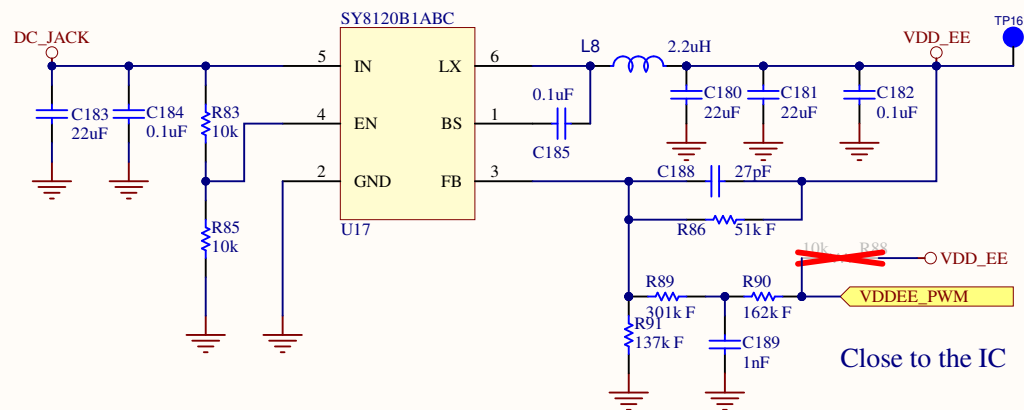 SY8120B1ABC
TP16
DC_JACK
VDD_EE
L8
2.2uH
5
IN
LX
6
C183
22uF
C184
0.1uF
R83
10k
4
EN
BS
1
0.1uF
C185
C180
22uF
C181
22uF
C182
0.1uF
2
GND
FB
3
C188
27pF
R85
10k
U17
R86
51k F
10k
R88
VDD_EE
R89
301k F
R90
162k F
VDDEE_PWM
R91
137k F
C189
1nF
Close to the IC